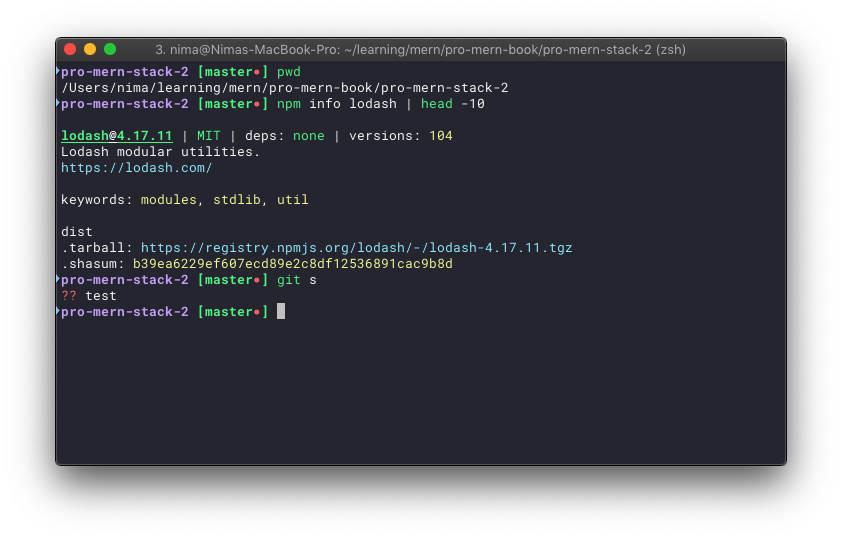 3. nima@Nimas-MacBook-Pro: ~/learning/mern/pro-mern-book/pro-mern-stack-2 (zsh)
pro-mern-stack-2 [master•] pwd
/Users/nima/learning/mern/pro-mern-book/pro-mern-stack-2
pro-mern-stack-2 [master•] npm info lodash | head -10
lodash@4.17.11 | MIT | deps: none | versions: 104
Lodash modular utilities.
https://lodash.com/
keywords: modules, stdlib, util
dist
.tarball: https://registry.npmjs.org/lodash/-/lodash-4.17.11.tgz
.shasum: b39ea6229ef607ecd89e2c8df12536891cac9b8d
pro-mern-stack-2 [master•] git s
?? test
pro-mern-stack-2 [master•]